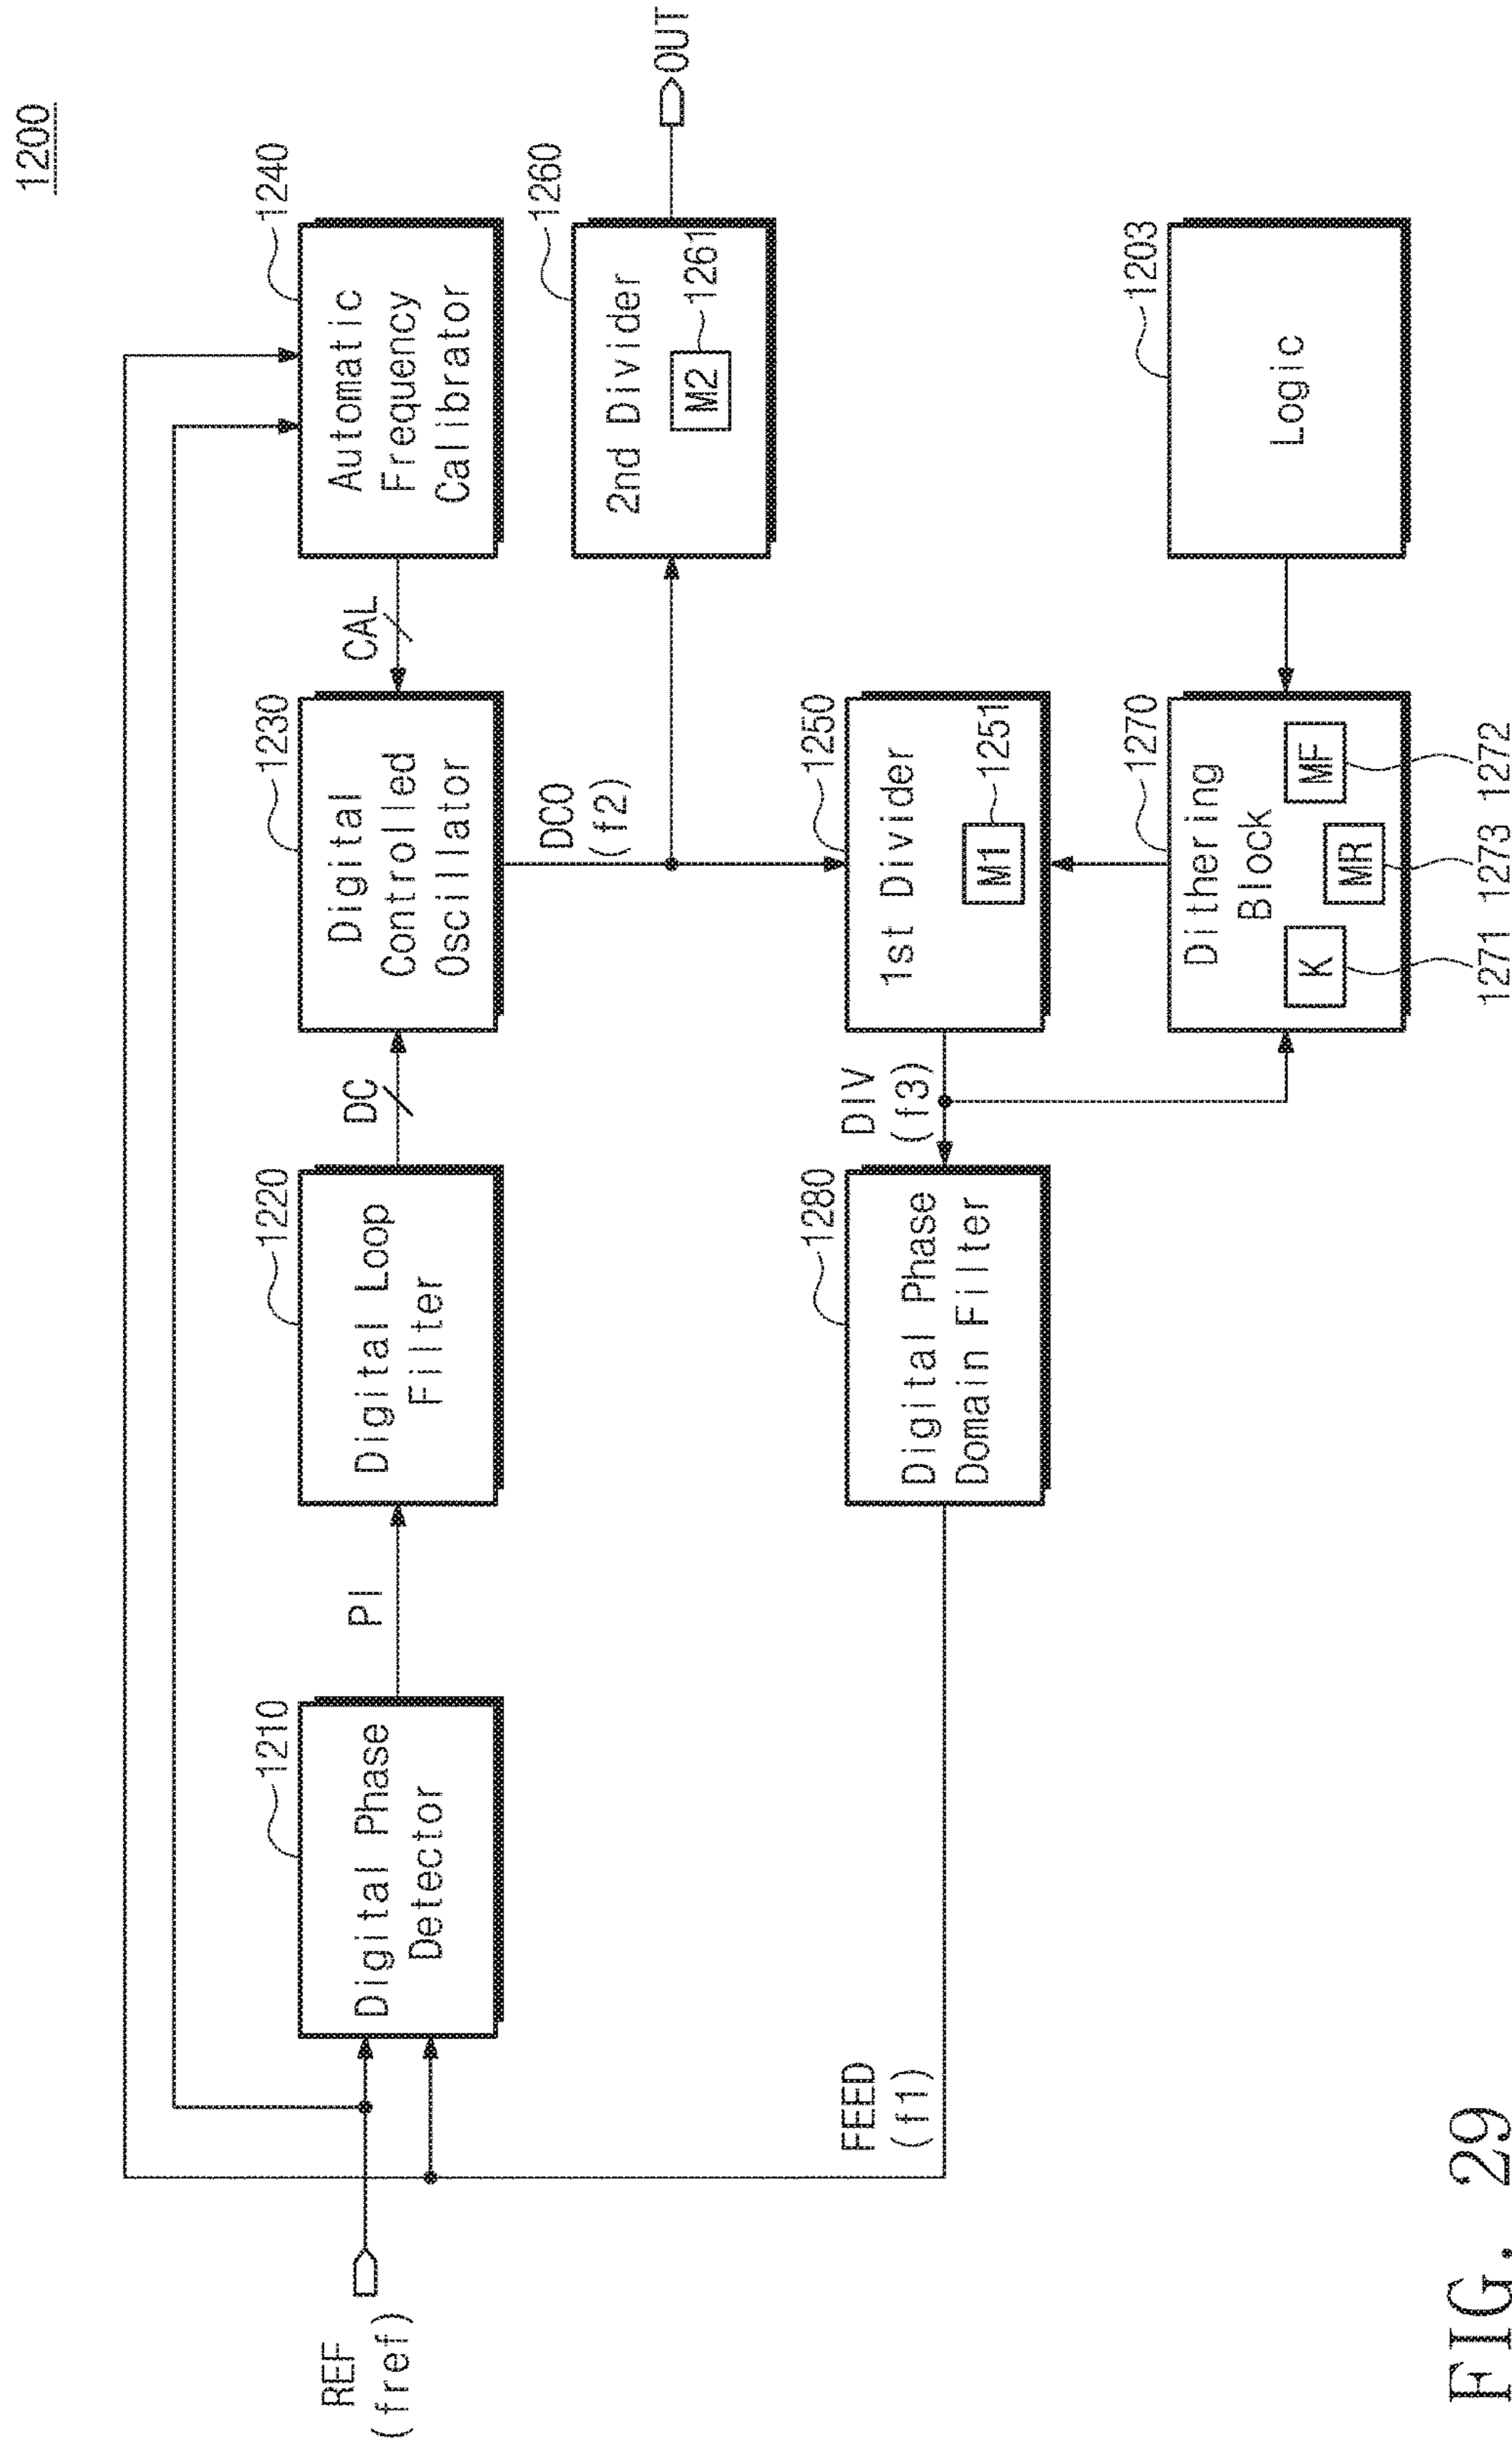 1200
1210
1220
1230
1240
Digital Phase
Detector
Digital Loop
Filter
Digital
Controlled
Oscillator
Automatic
Frequency
Calibrator
REF
(fref)
PI
DC
CAL
DCO
(f2)
1260
2nd Divider
M2
1261
OUT
FEED
(f1)
1280
Digital Phase
Domain Filter
DIV
(f3)
1250
1st Divider
M1
1251
1270
Dithering
Block
K
MR
MF
1271
1273
1272
1203
Logic
FIG. 29